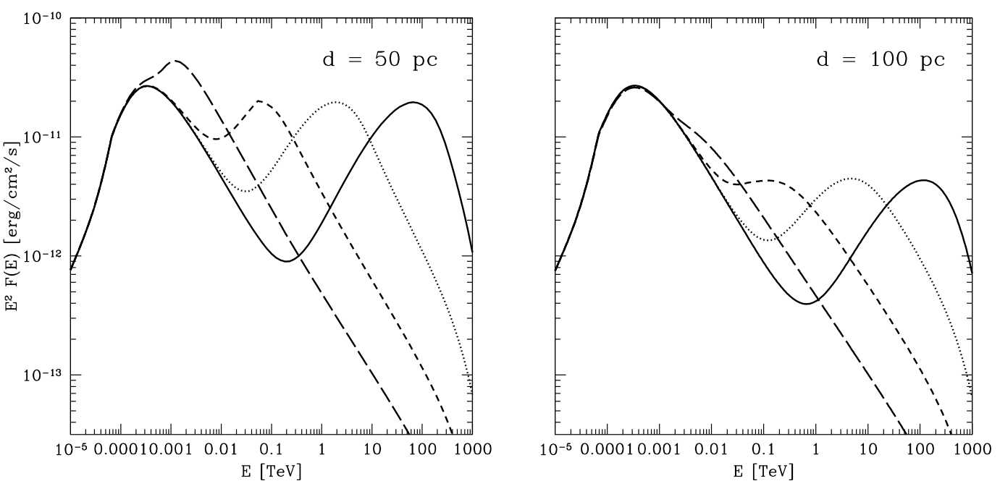 d = 50 pc
10⁻¹⁰
10⁻¹¹
10⁻¹²
10⁻¹³
E² F(E) [erg/cm²/s]
10⁻⁵ 0.0001 0.001 0.01 0.1 1 10 100 1000
E [TeV]
d = 100 pc
10⁻⁵ 0.0001 0.001 0.01 0.1 1 10 100 1000
E [TeV]